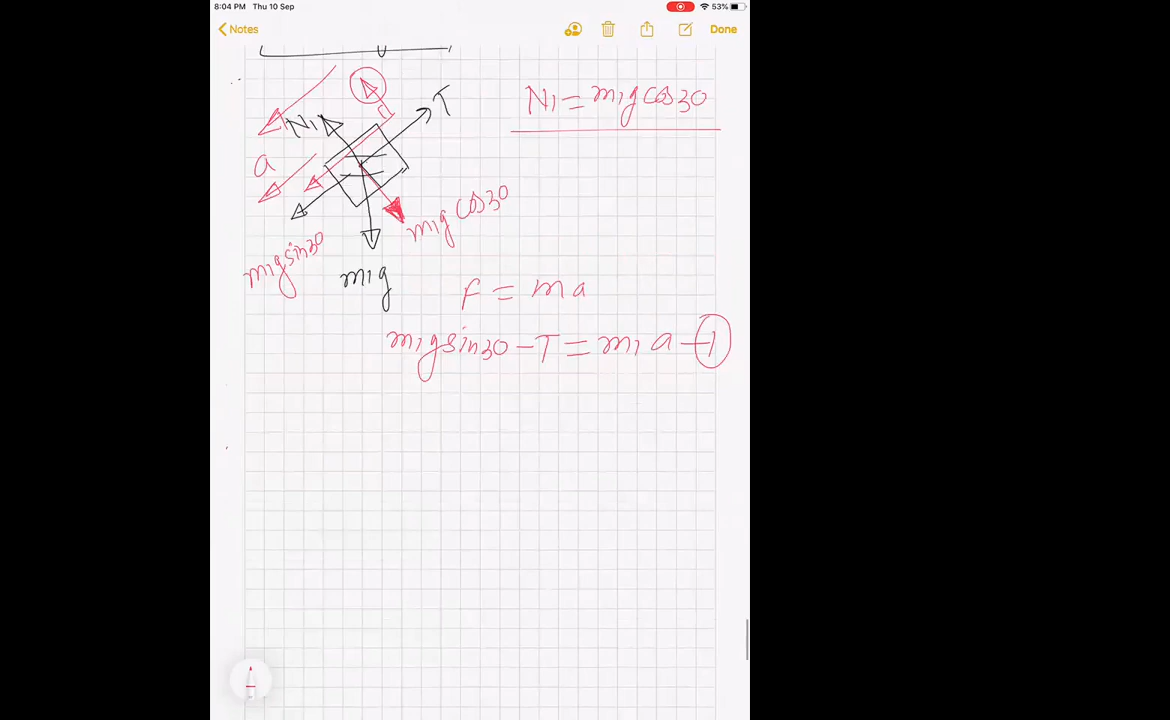 8:04 PM Thu 10 Sep
53%
Notes
Done
T
N1 = m1g cos30
N1
a
m1g cos30
m1g sin30
m1g
F = ma
m1g sin30 - T = m1 a - 1